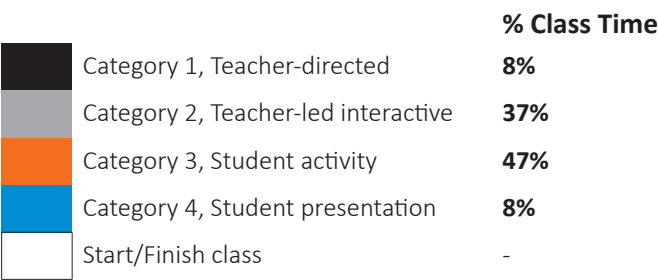 % Class Time
Category 1, Teacher-directed 8%
Category 2, Teacher-led interactive 37%
Category 3, Student activity 47%
Category 4, Student presentation 8%
Start/Finish class -